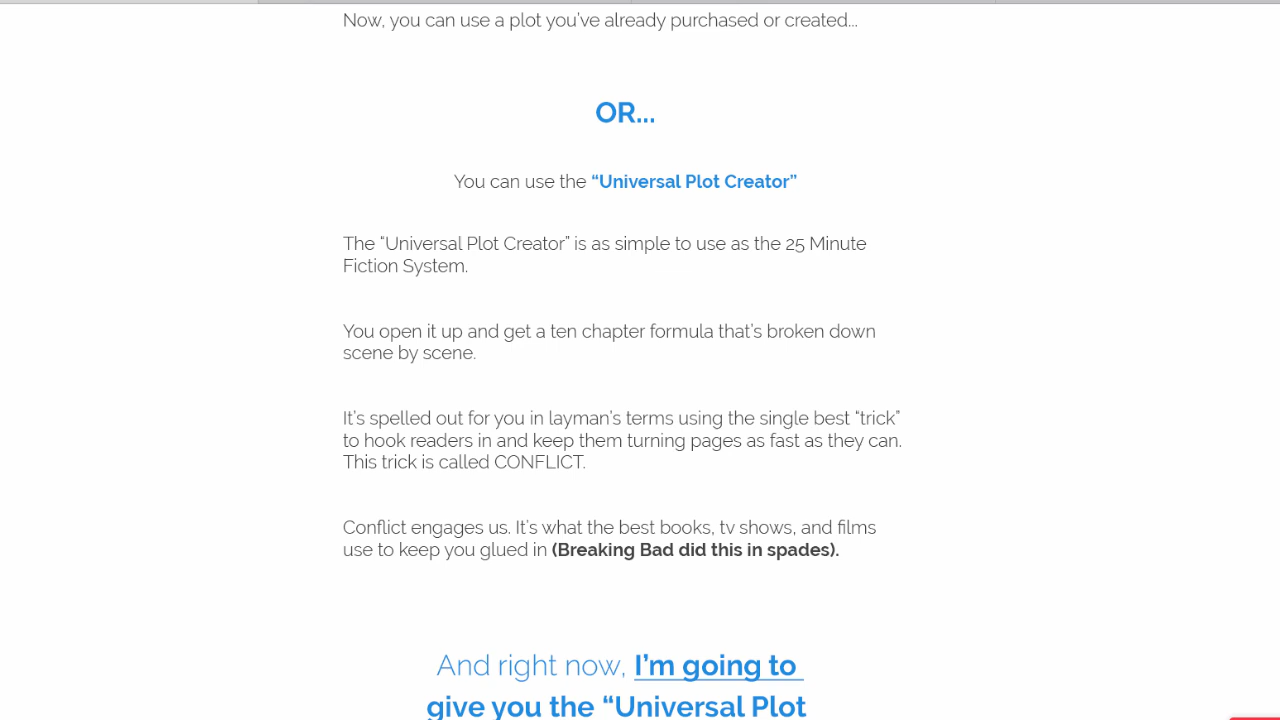 Now, you can use a plot you've already purchased or created...
OR...
You can use the “Universal Plot Creator”
The “Universal Plot Creator” is as simple to use as the 25 Minute
Fiction System.
You open it up and get a ten chapter formula that's broken down
scene by scene.
It's spelled out for you in layman's terms using the single best “trick”
to hook readers in and keep them turning pages as fast as they can.
This trick is called CONFLICT.
Conflict engages us. It's what the best books, tv shows, and films
use to keep you glued in (Breaking Bad did this in spades).
And right now, I'm going to
give you the “Universal Plot